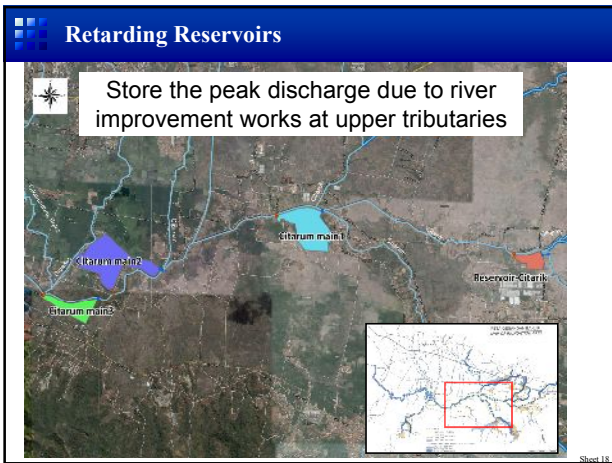 Retarding Reservoirs
Store the peak discharge due to river
improvement works at upper tributaries
Citarum main1
Citarum main2
Reservoir-Citarik
Citarum main3
Sheet 18